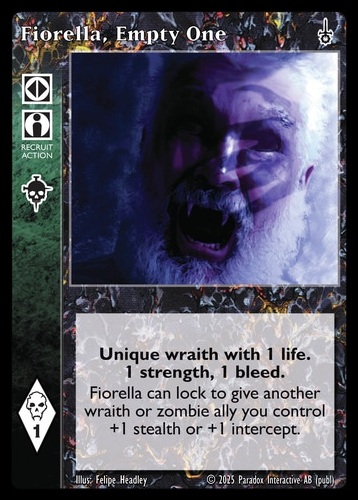 Fiorella, Empty One
RECRUIT
ACTION
Unique wraith with 1 life.
1 strength, 1 bleed.
Fiorella can lock to give another
wraith or zombie ally you control
+1 stealth or +1 intercept.
1
Illus: Felipe Headley © 2025 Paradox Interactive AB (publ)